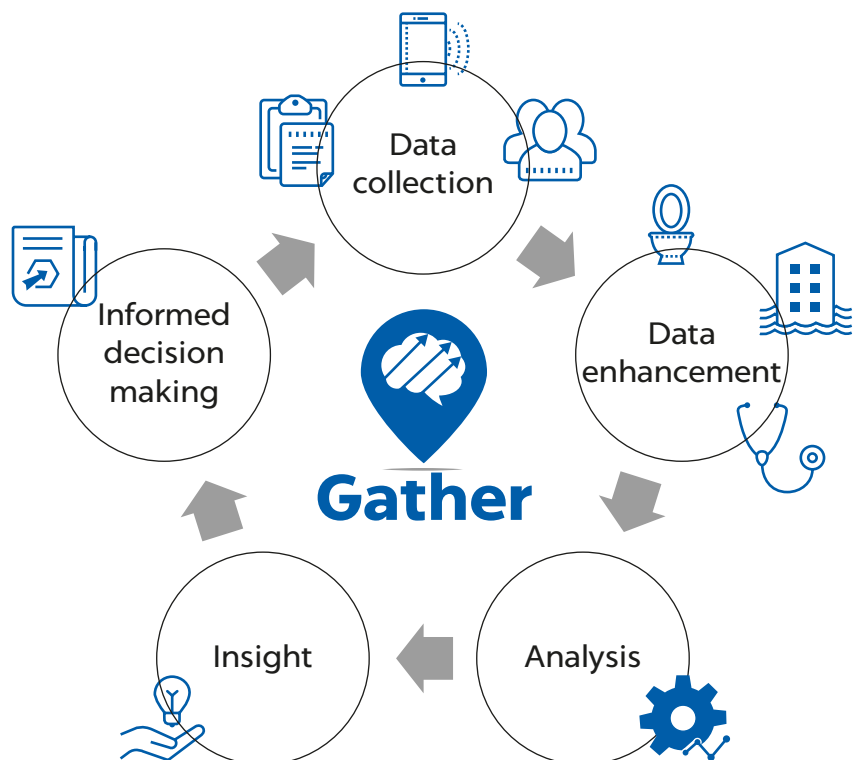 Data
collection
Data
enhancement
Analysis
Insight
Informed
decision
making
Gather